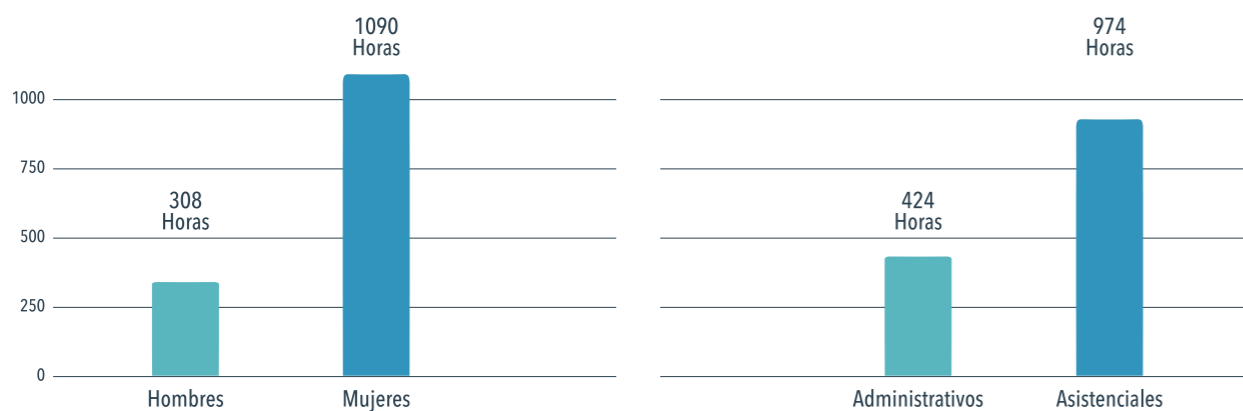 1090
Horas
974
Horas
1000
750
308
Horas
424
Horas
500
250
0
Hombres
Mujeres
Administrativos
Asistenciales